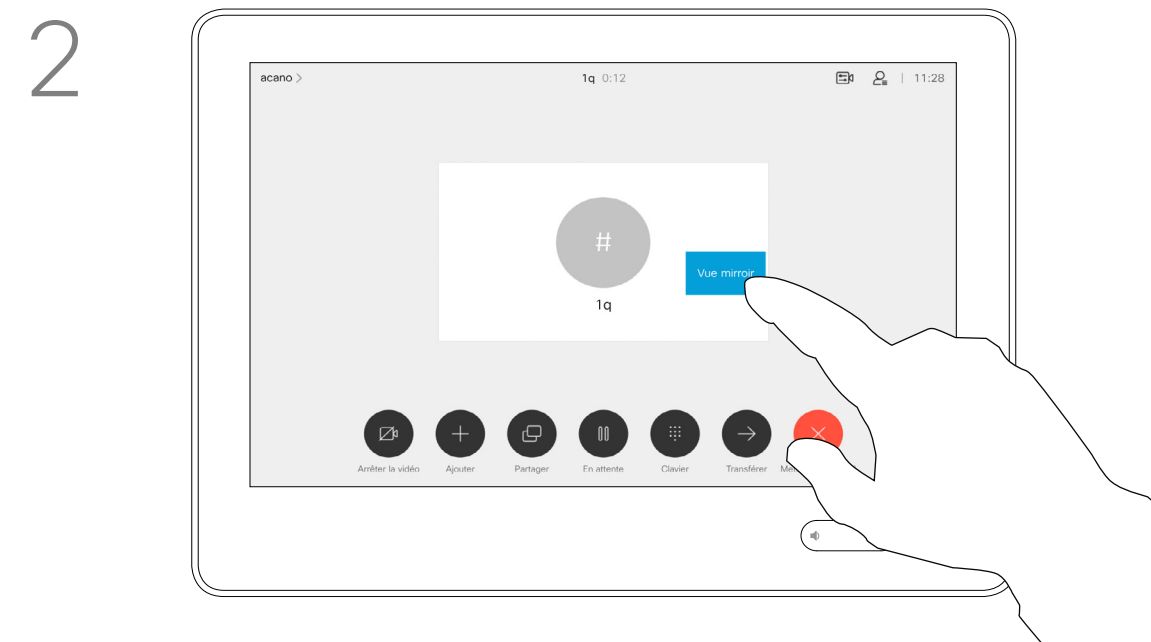 2
acano >
1q 0:12
11:28
#
Vue mirroir
1q
Arrêter la vidéo
Ajouter
Partager
En attente
Clavier
Transférer